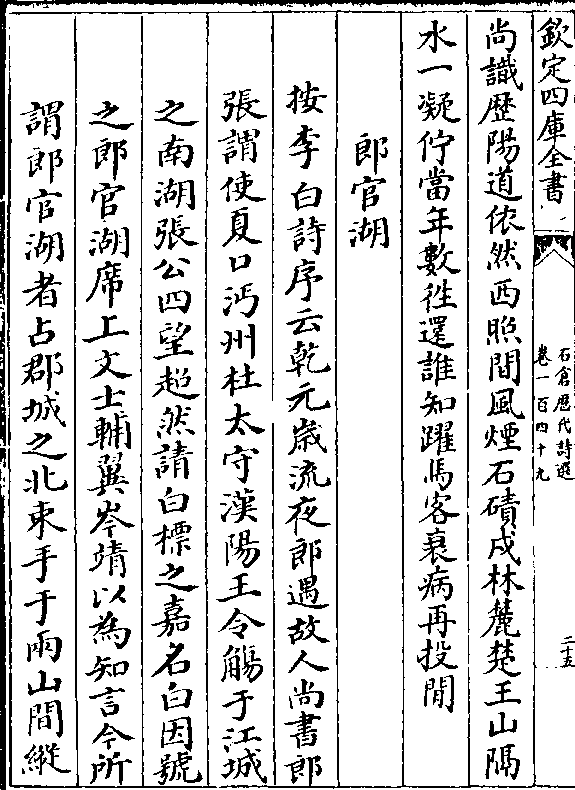 欽定四庫全書
石倉歷代詩選
卷一百四十九
二十五
尚識歷陽道依然西照間風煙石磧戍林麓楚王山隔
水一凝佇當年數徃還誰知躍馬客衰病再投閒
郎官湖
按李白詩序云乾元嵗流夜郎遇故人尚書郎
張謂使夏口沔州杜太守漢陽王令觴于江城
之南湖張公四望超然請白標之嘉名白因號
之郎官湖席上文士輔翼岑靖以為知言今所
謂郎官湖者占郡城之北束手于兩山間縱